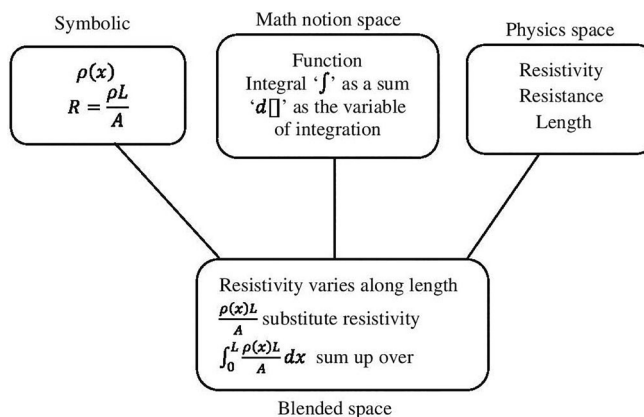 Symbolic
ρ(x)
R = ρL/A
Math notion space
Function
Integral ‘∫’ as a sum
‘d[]’ as the variable
of integration
Physics space
Resistivity
Resistance
Length
Resistivity varies along length
ρ(x)L/A substitute resistivity
∫₀ᴸ ρ(x)L/A dx sum up over
Blended space